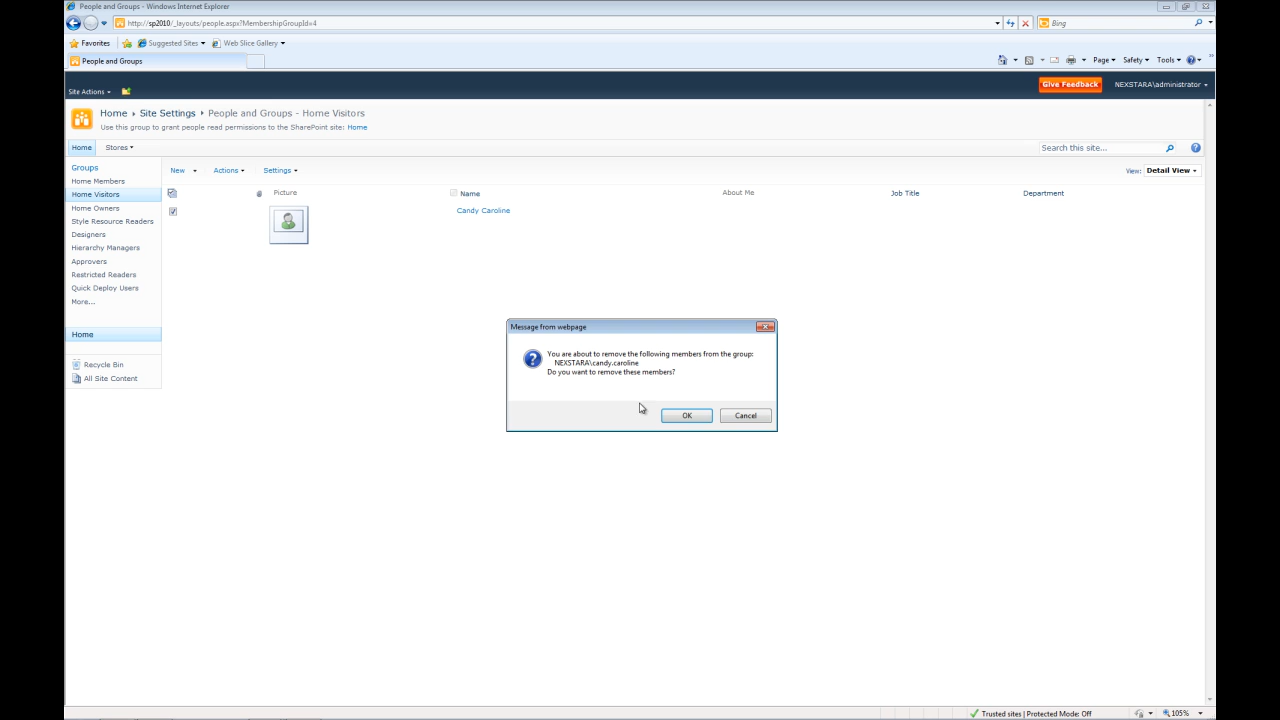 People and Groups - Windows Internet Explorer
http://sp2010/_layouts/people.aspx?MembershipGroupId=4
Bing
Favorites
Suggested Sites
Web Slice Gallery
People and Groups
Page
Safety
Tools
Site Actions
Give Feedback
NEXSTARA\administrator
Home
Site Settings
People and Groups - Home Visitors
Use this group to grant people read permissions to the SharePoint site: Home
Home
Stores
Search this site...
Groups
Home Members
Home Visitors
Home Owners
Style Resource Readers
Designers
Hierarchy Managers
Approvers
Restricted Readers
Quick Deploy Users
More...
Home
Recycle Bin
All Site Content
New
Actions
Settings
View: Detail View
Picture
Name
About Me
Job Title
Department
Candy Caroline
Message from webpage
You are about to remove the following members from the group:
NEXSTARA\candy.caroline
Do you want to remove these members?
OK
Cancel
Trusted sites | Protected Mode: Off
105%